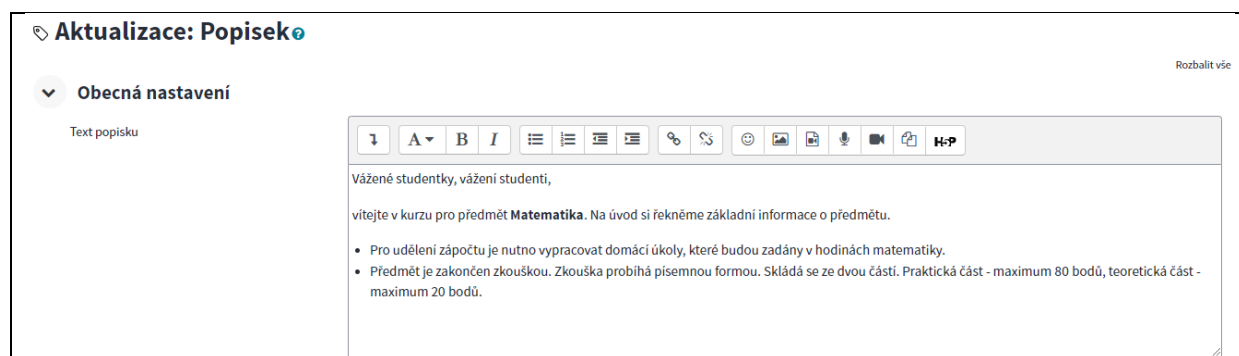 Aktualizace: Popisek
Rozbalit vše
Obecná nastavení
Text popisku
A B I H-P
Vážené studentky, vážení studenti,
vítejte v kurzu pro předmět Matematika. Na úvod si řekněme základní informace o předmětu.
Pro udělení zápočtu je nutno vypracovat domácí úkoly, které budou zadány v hodinách matematiky.
Předmět je zakončen zkouškou. Zkouška probíhá písemnou formou. Skládá se ze dvou částí. Praktická část - maximum 80 bodů, teoretická část -
maximum 20 bodů.